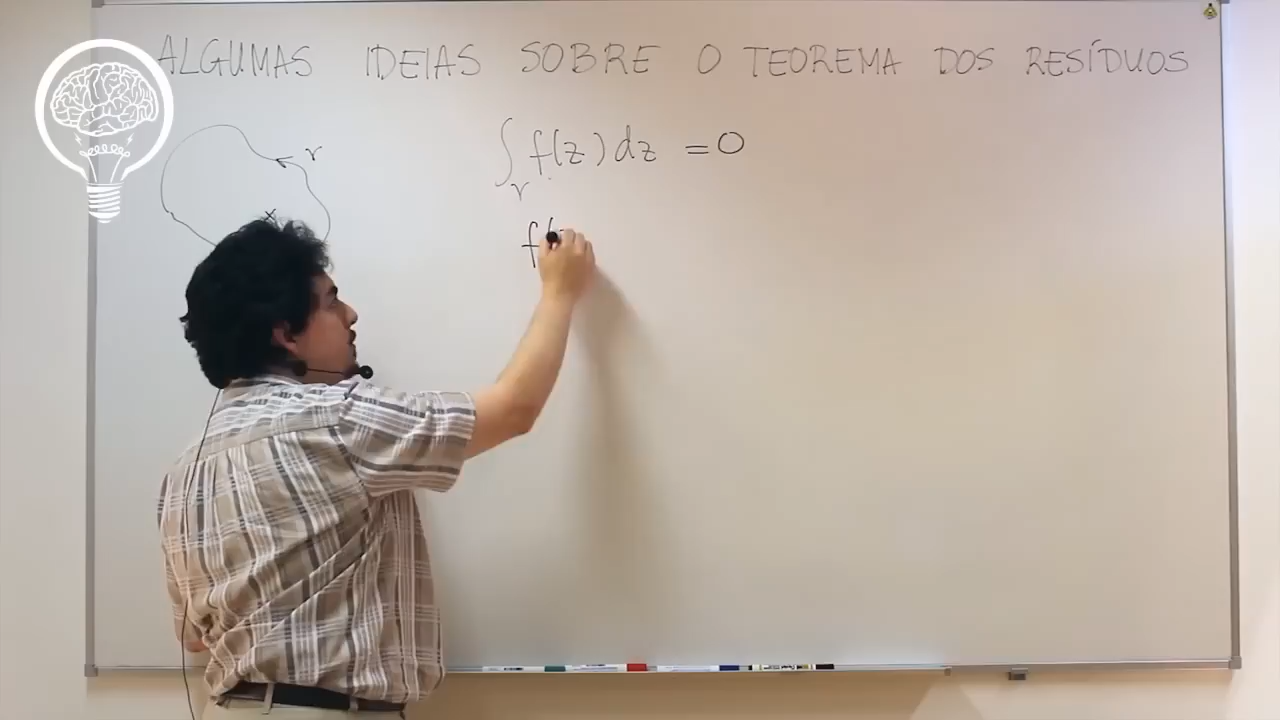 ALGUMAS IDEIAS SOBRE O TEOREMA DOS RESÍDUOS
γ
∫γ f(z) dz = 0
f(